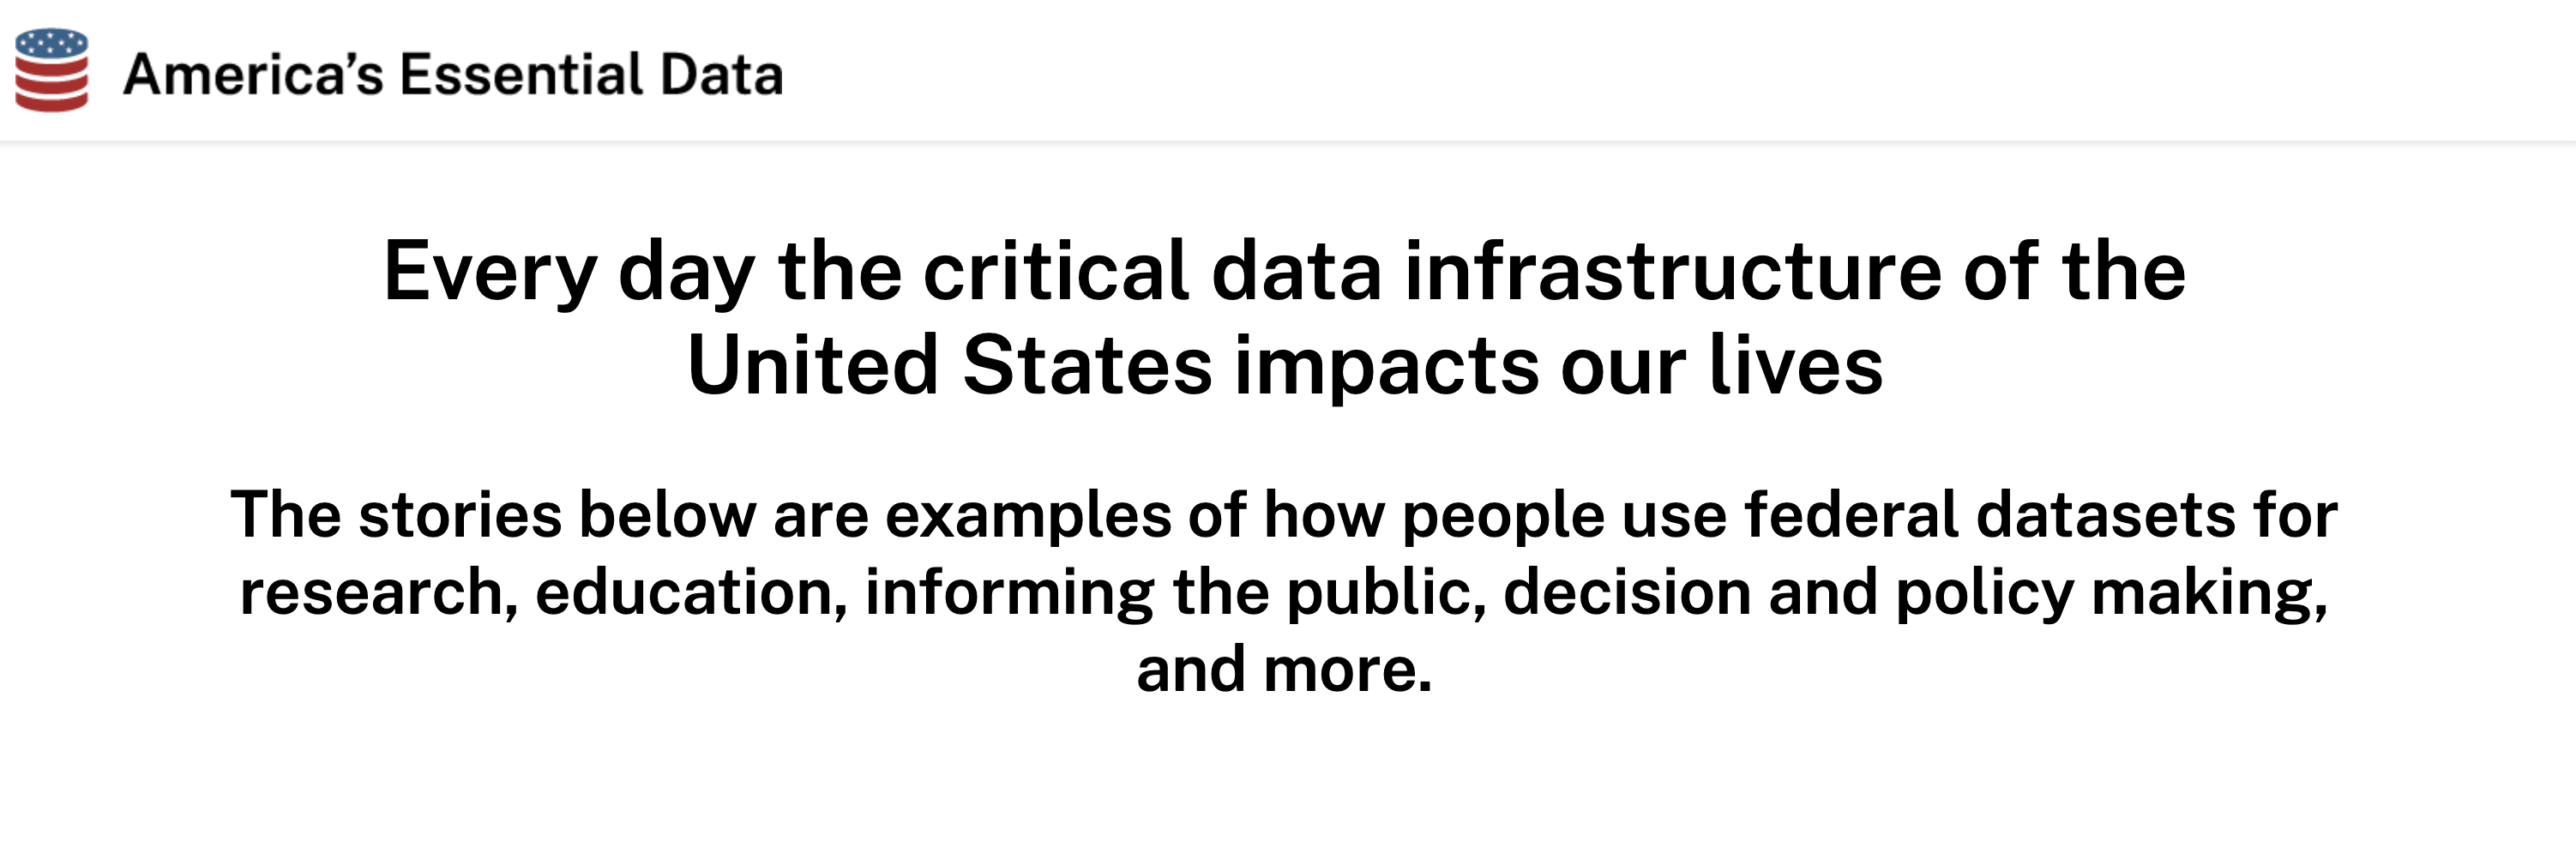 America’s Essential Data
Every day the critical data infrastructure of the
United States impacts our lives
The stories below are examples of how people use federal datasets for
research, education, informing the public, decision and policy making,
and more.